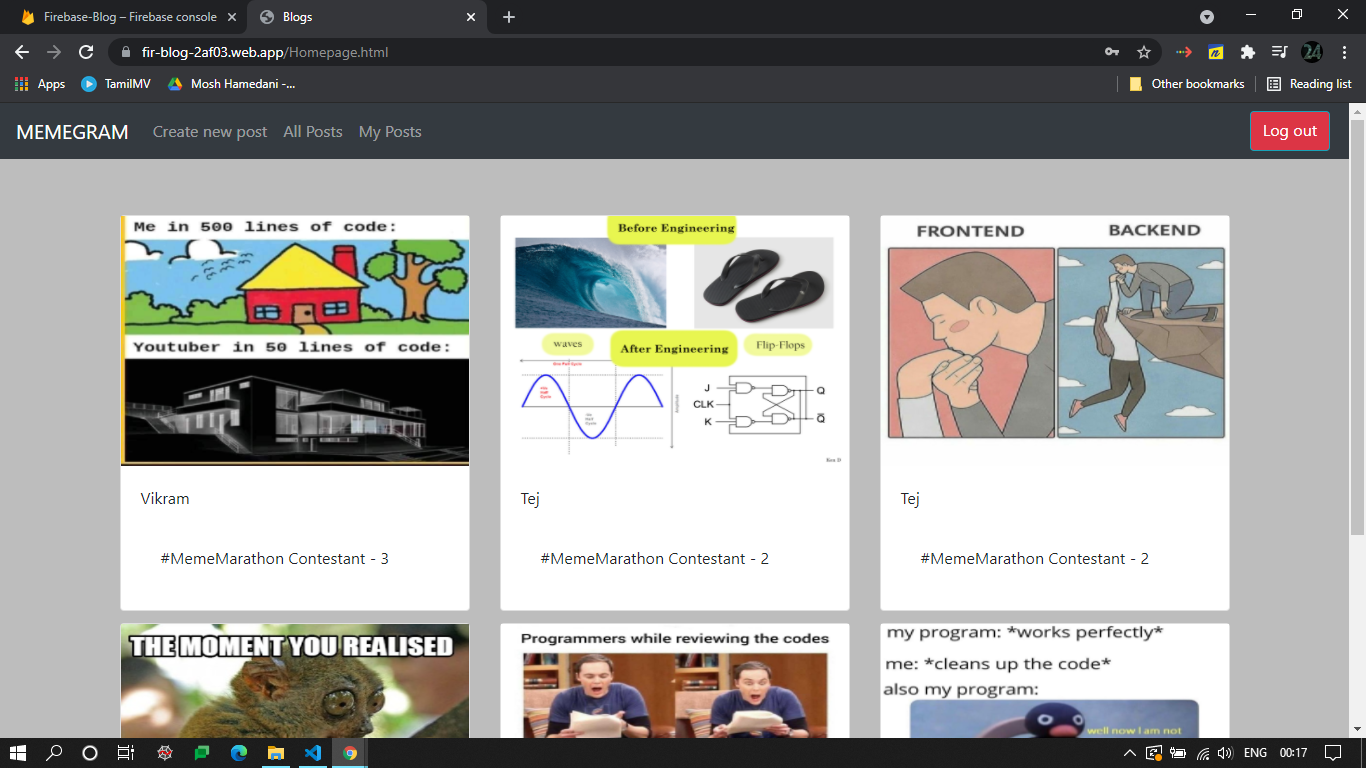 Firebase-Blog – Firebase console
Blogs
fir-blog-2af03.web.app/Homepage.html
Apps
TamilMV
Mosh Hamedani -...
Other bookmarks
Reading list
MEMEGRAM
Create new post
All Posts
My Posts
Log out
Me in 500 lines of code:
Youtuber in 50 lines of code:
Vikram
#MemeMarathon Contestant - 3
Before Engineering
waves
After Engineering
Flip-Flops
J
CLK
K
Q
Q̅
Ken D
Tej
#MemeMarathon Contestant - 2
FRONTEND
BACKEND
Tej
#MemeMarathon Contestant - 2
THE MOMENT YOU REALISED
Programmers while reviewing the codes
my program: *works perfectly*
me: *cleans up the code*
also my program:
well now I am not
24
ENG
00:17